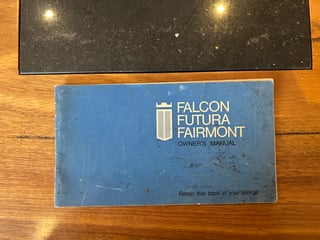 FALCON
FUTURA
FAIRMONT
OWNER'S MANUAL
Retain this book in your vehicle